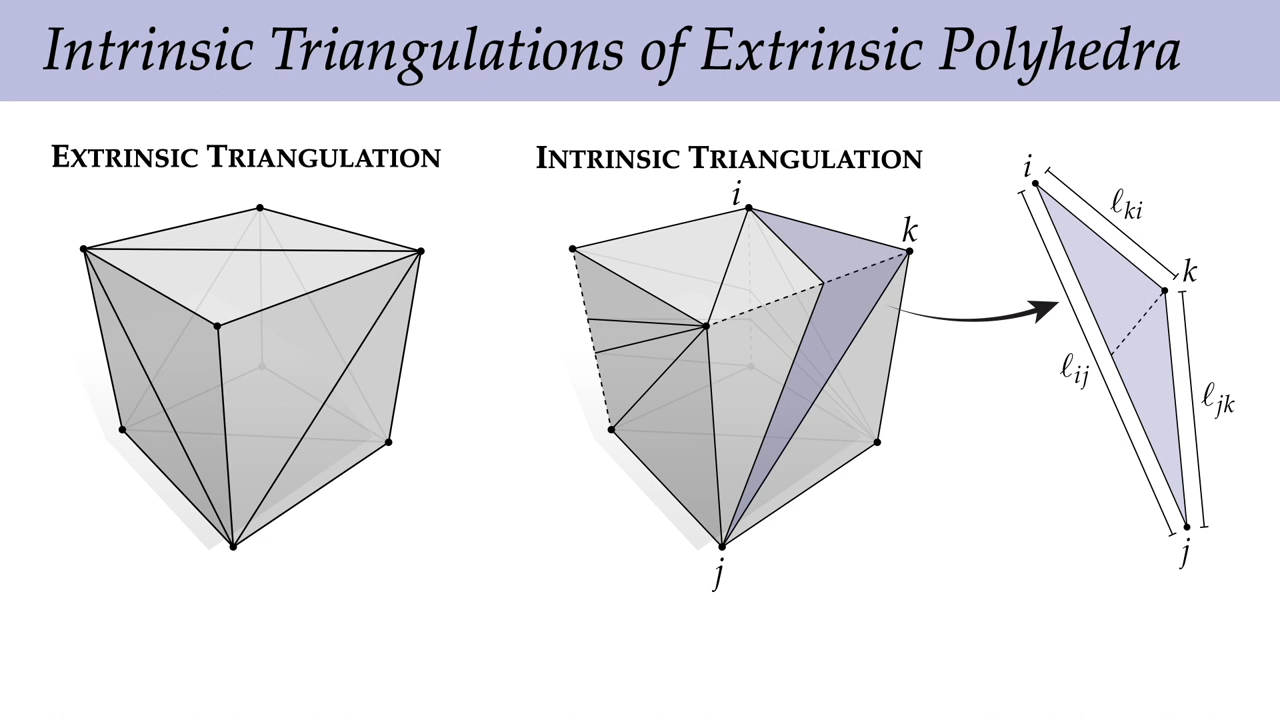 Intrinsic Triangulations of Extrinsic Polyhedra
EXTRINSIC TRIANGULATION
INTRINSIC TRIANGULATION
i
k
j
i
ℓki
k
ℓij
ℓjk
j